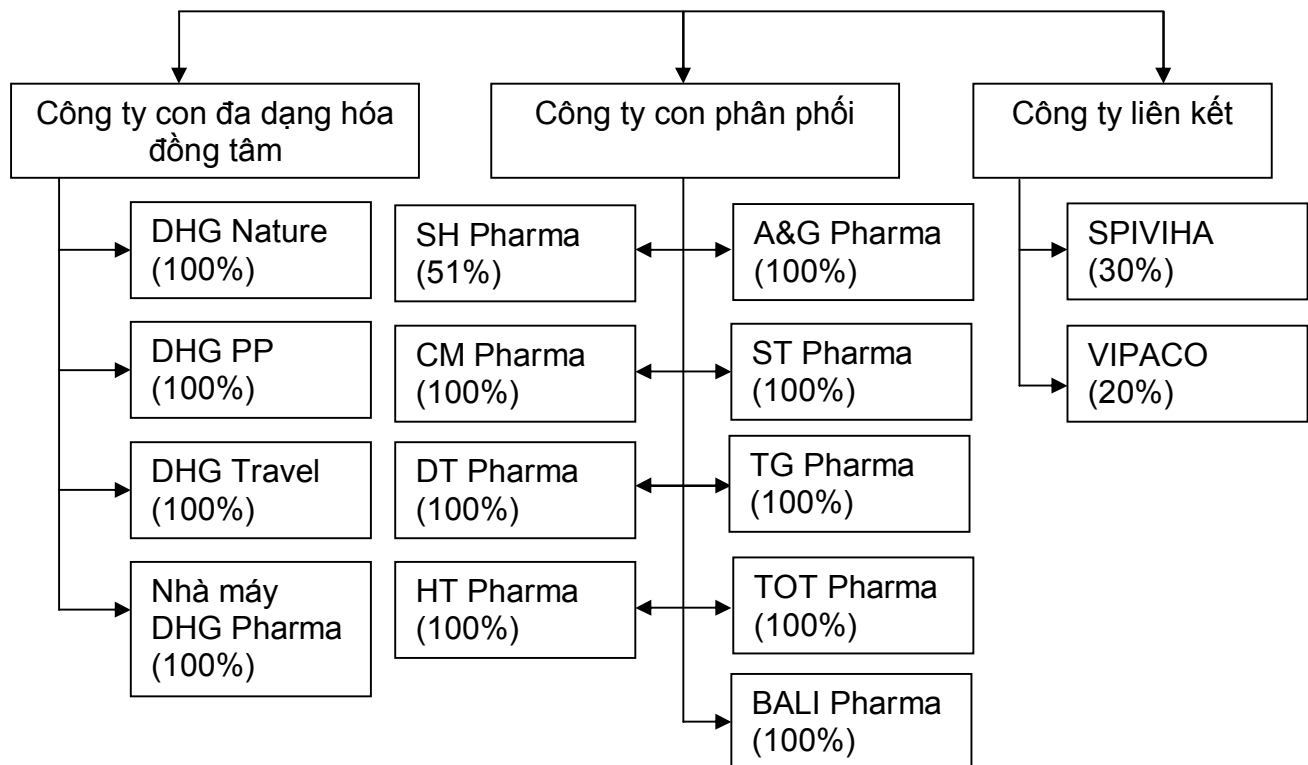 Công ty con đa dạng hóa
đồng tâm
DHG Nature
(100%)
DHG PP
(100%)
DHG Travel
(100%)
Nhà máy
DHG Pharma
(100%)
Công ty con phân phối
SH Pharma
(51%)
A&G Pharma
(100%)
CM Pharma
(100%)
ST Pharma
(100%)
DT Pharma
(100%)
TG Pharma
(100%)
HT Pharma
(100%)
TOT Pharma
(100%)
BALI Pharma
(100%)
Công ty liên kết
SPIVIHA
(30%)
VIPACO
(20%)